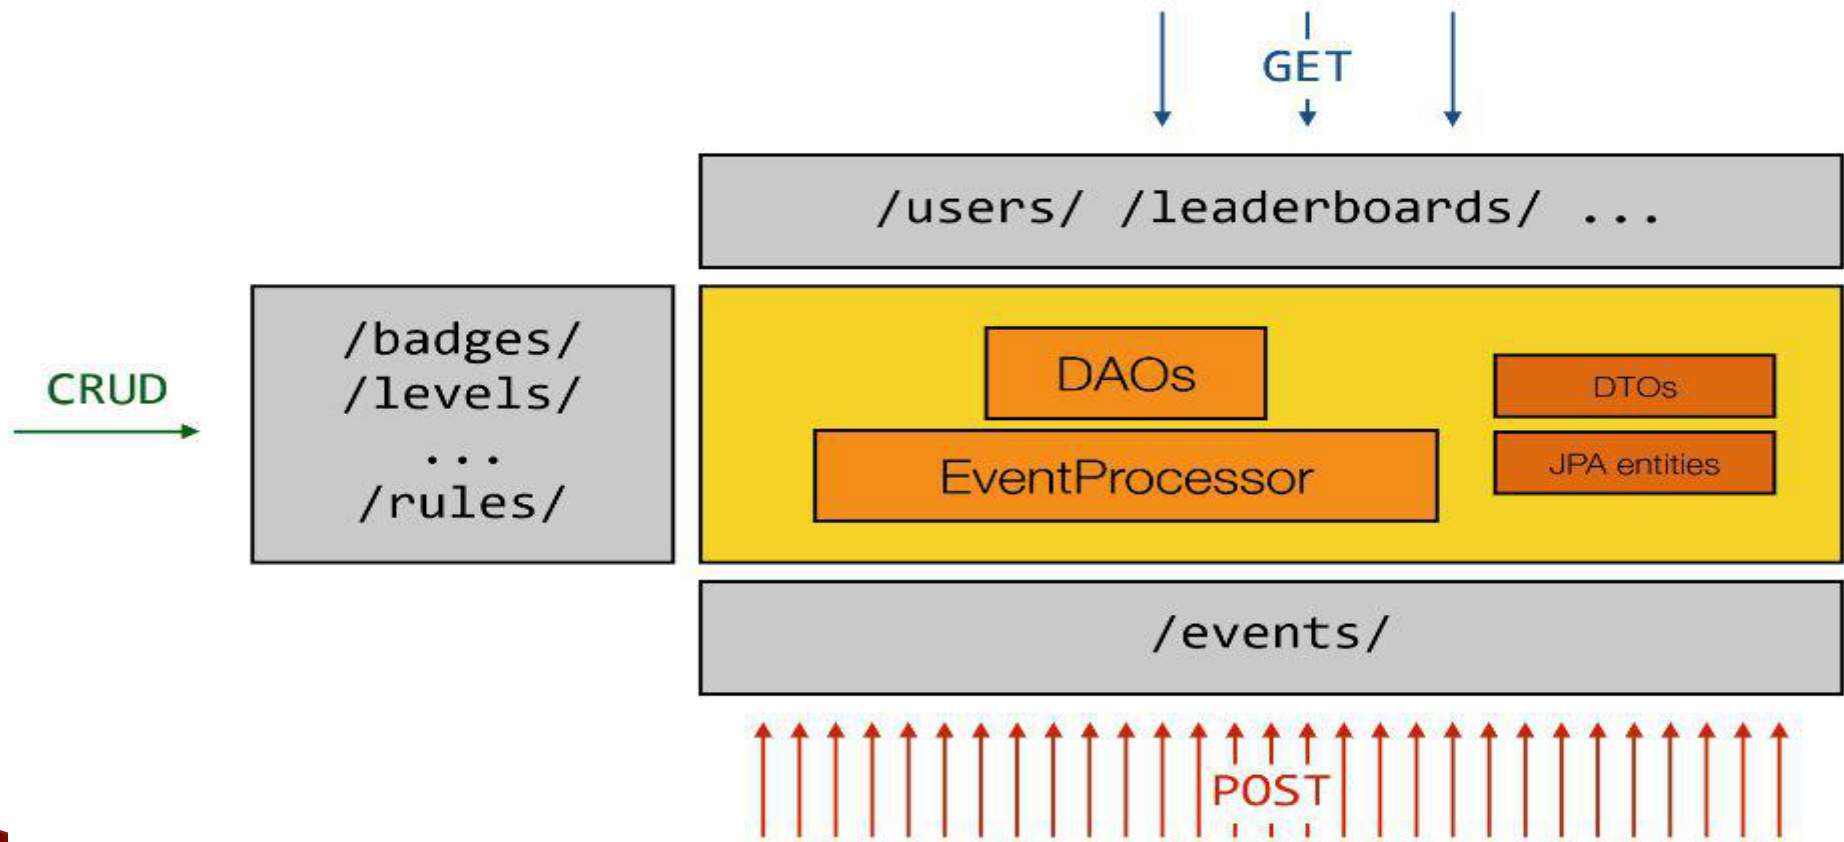 GET
/users/ /leaderboards/ ...
CRUD
/badges/
/levels/
...
/rules/
DAOs
EventProcessor
DTOs
JPA entities
/events/
POST